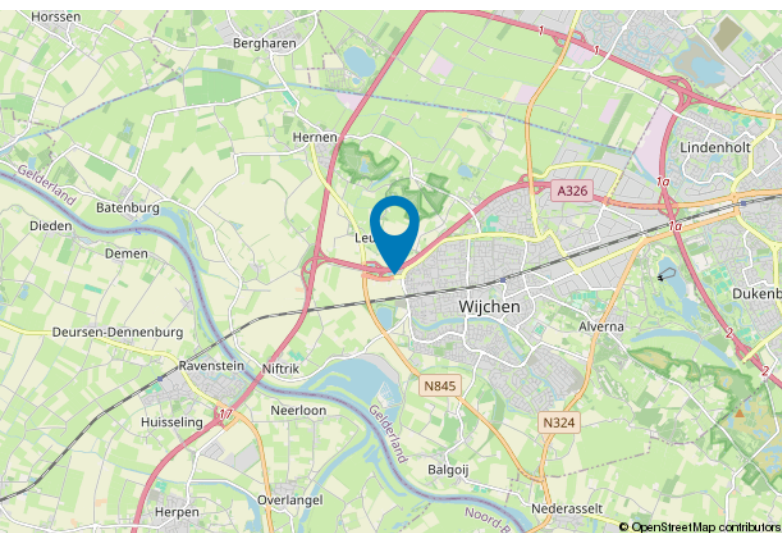 Horssen
Bergharen
1
1
Hernen
Lindenholt
1a
A326
Gelderland
Batenburg
Dieden
Demen
Leu
1a
Dukenb
Wijchen
Alverna
Deursen-Dennenburg
2
Ravenstein
Niftrik
2
N845
Neerloon
Gelderland
17
Huisseling
N324
Balgoij
Overlangel
Nederasselt
Herpen
Noord-B
© OpenStreetMap contributors